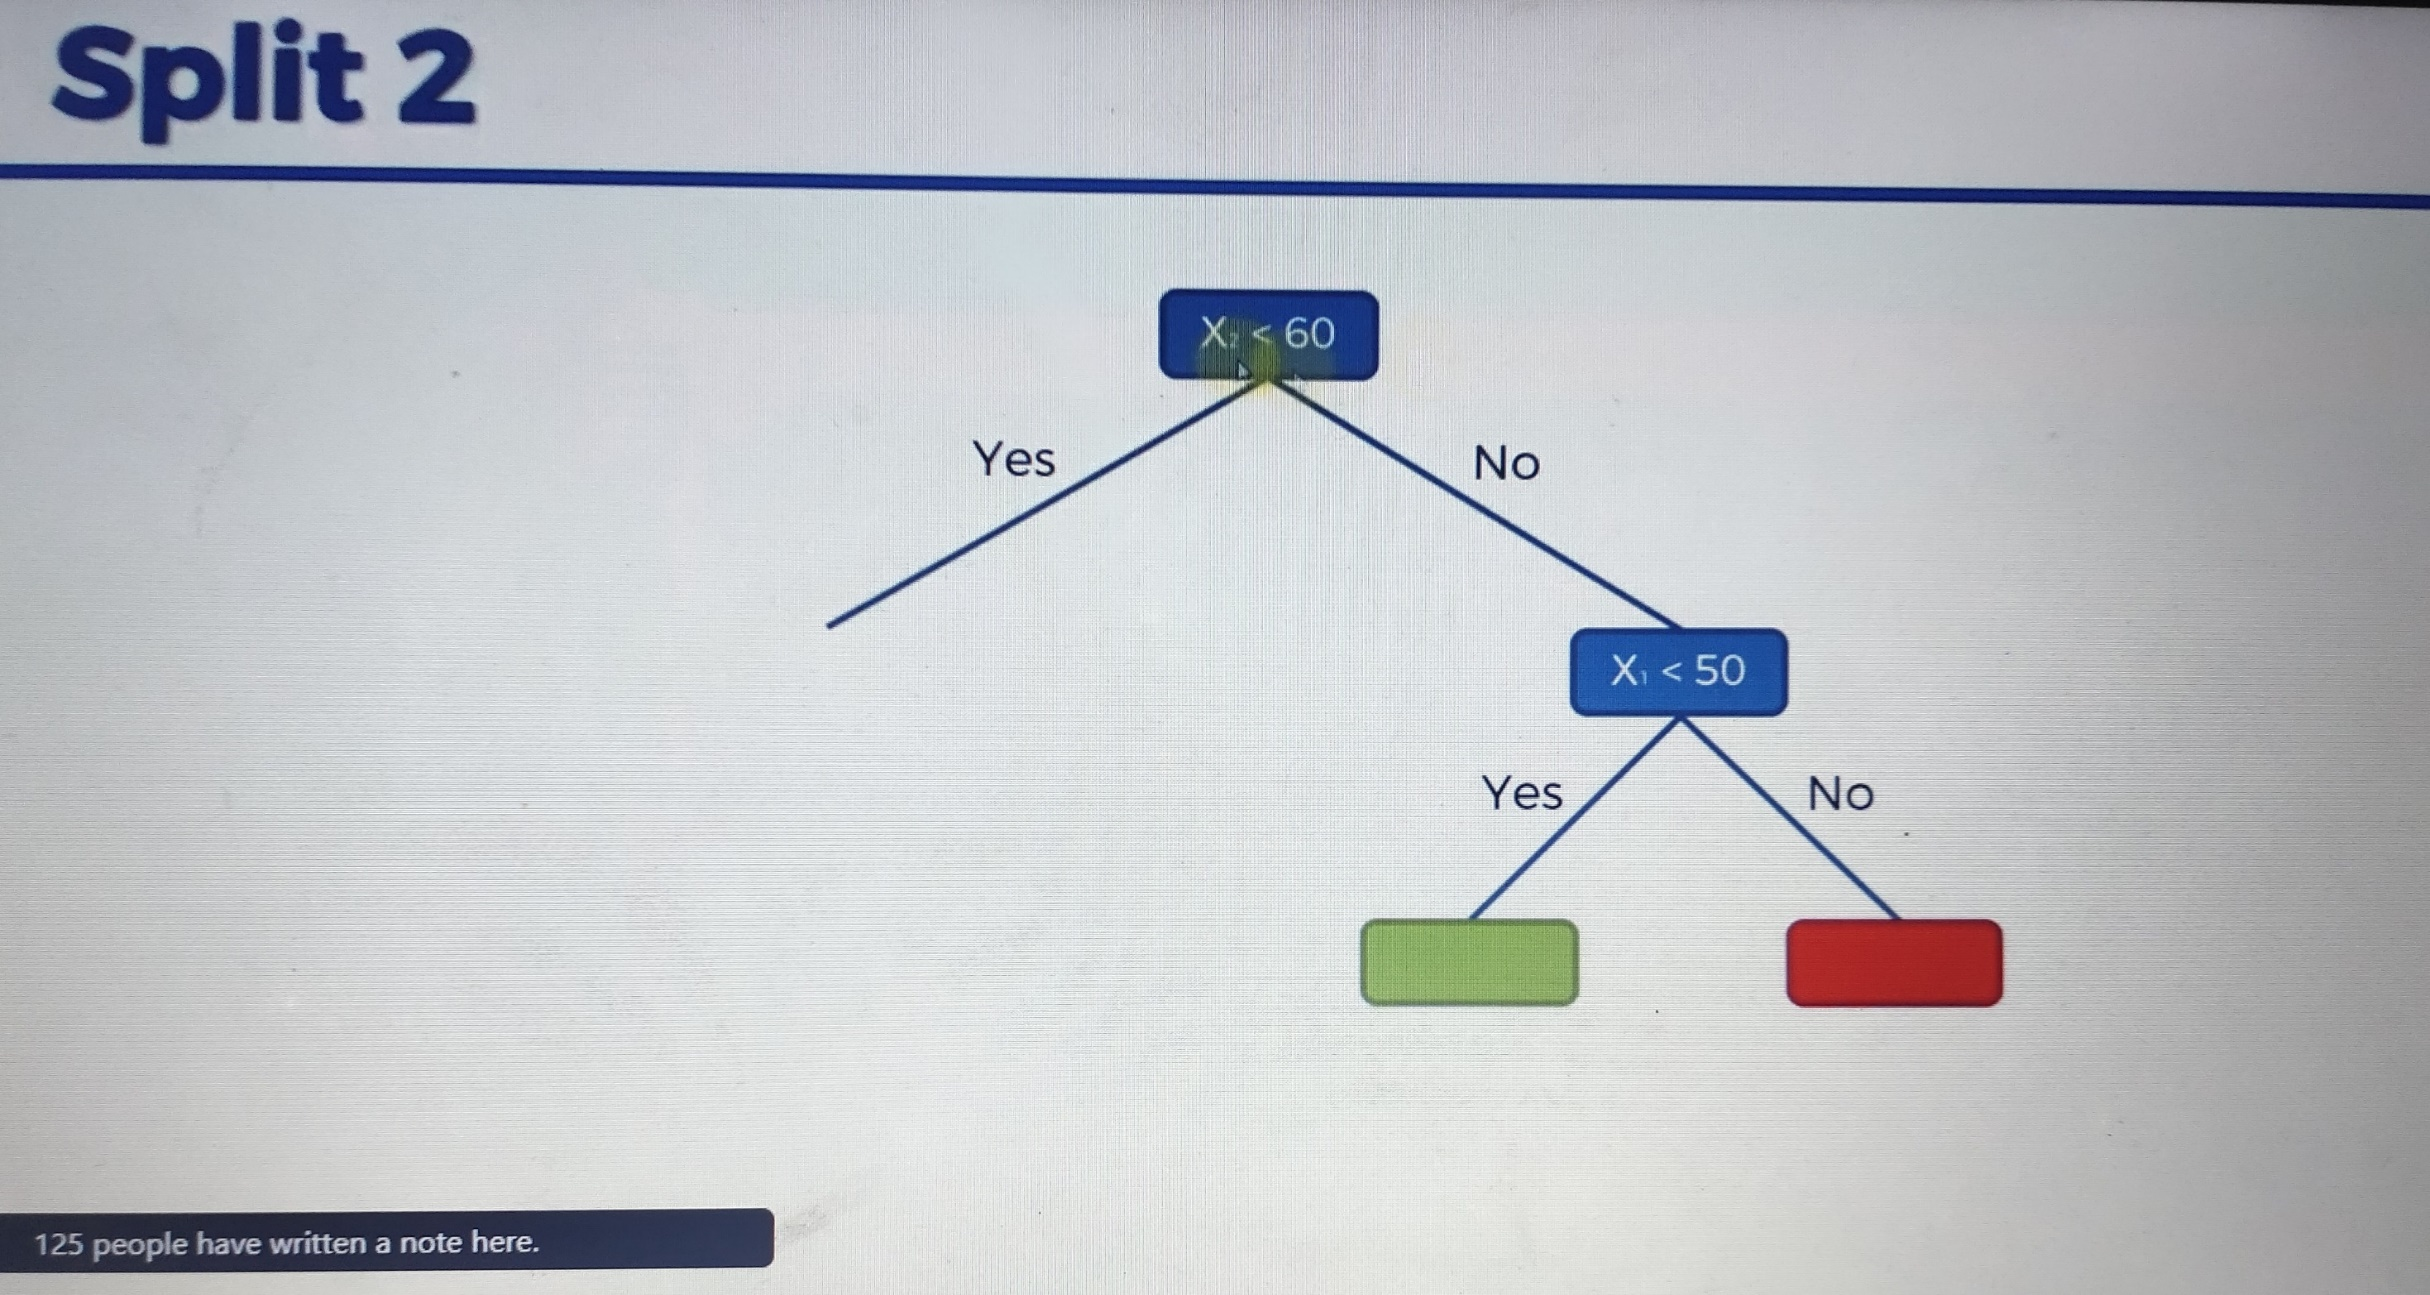 Split 2
X₂ < 60
Yes
No
X₁ < 50
Yes
No
125 people have written a note here.